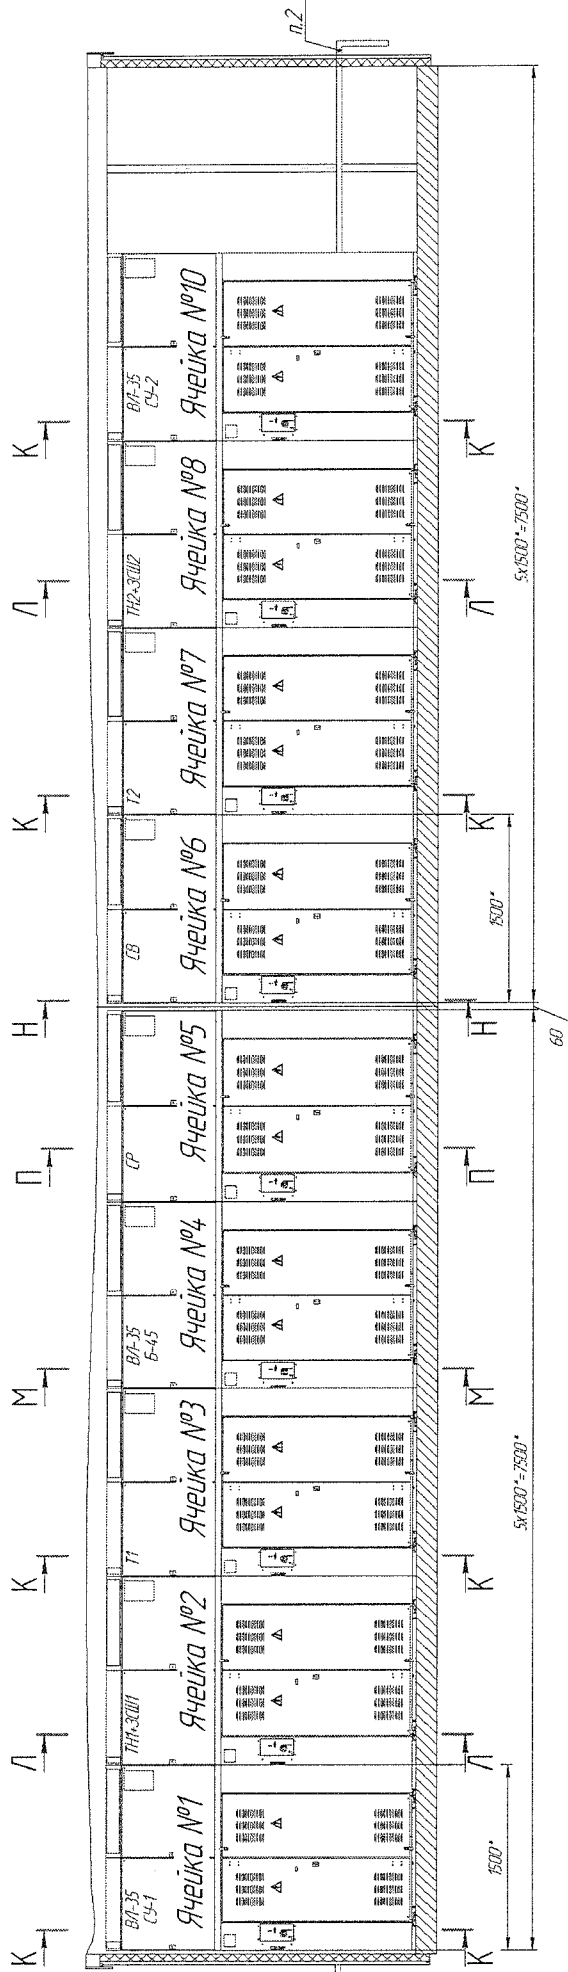 К Л К М П Н К Л К
ВЛ-35
СУ-1
Ячейка №1
ТН1+ЗСШ1
Ячейка №2
Т1
Ячейка №3
ВЛ-35
Б-45
Ячейка №4
СР
Ячейка №5
СВ
Ячейка №6
Т2
Ячейка №7
ТН2+ЗСШ2
Ячейка №8
ВЛ-35
СУ-2
Ячейка №10
п.2
К Л К М П Н К Л К
1500*
1500*
5х1500*=7500*
60
5х1500*=7500*